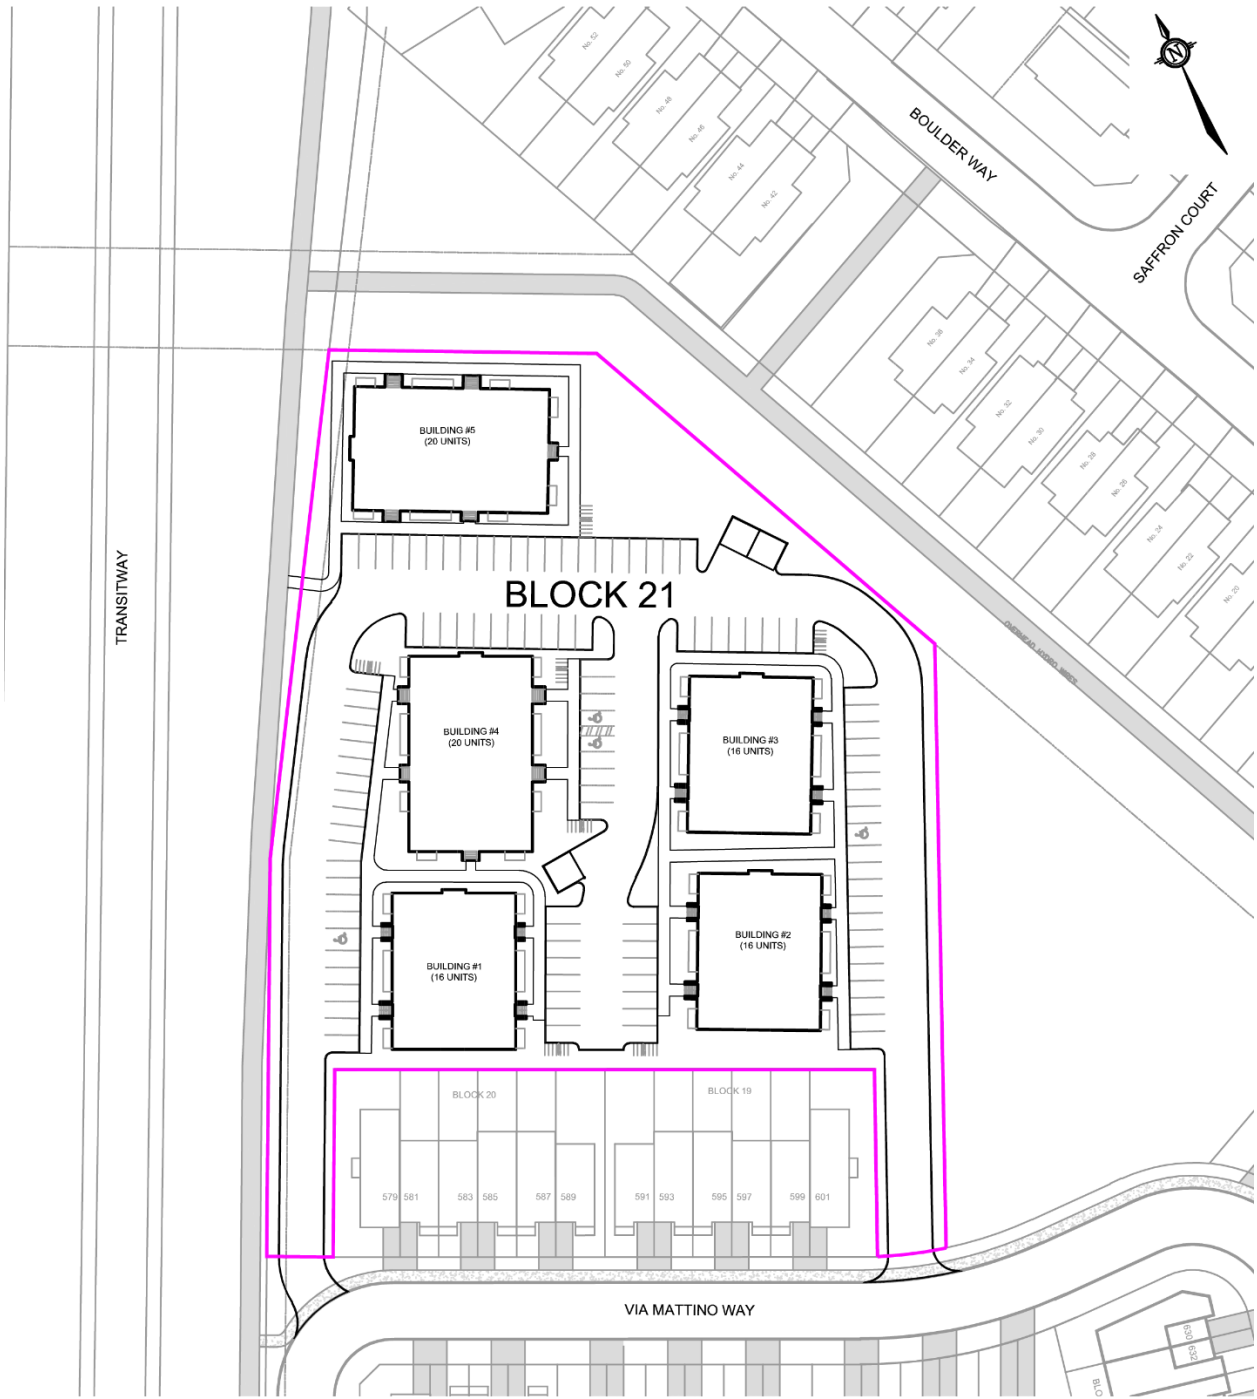 No. 52
No. 50
No. 48
No. 46
No. 44
No. 42
N
BOULDER WAY
SAFFRON COURT
No. 38
No. 34
No. 32
No. 30
No. 28
No. 26
No. 24
No. 22
No. 20
OVERHEAD HYDRO WIRES
TRANSITWAY
BUILDING #5
(20 UNITS)
BLOCK 21
BUILDING #4
(20 UNITS)
BUILDING #3
(16 UNITS)
BUILDING #1
(16 UNITS)
BUILDING #2
(16 UNITS)
BLOCK 20
BLOCK 19
579 581 583 585 587 589 591 593 595 597 599 601
VIA MATTINO WAY
630 632
BLO